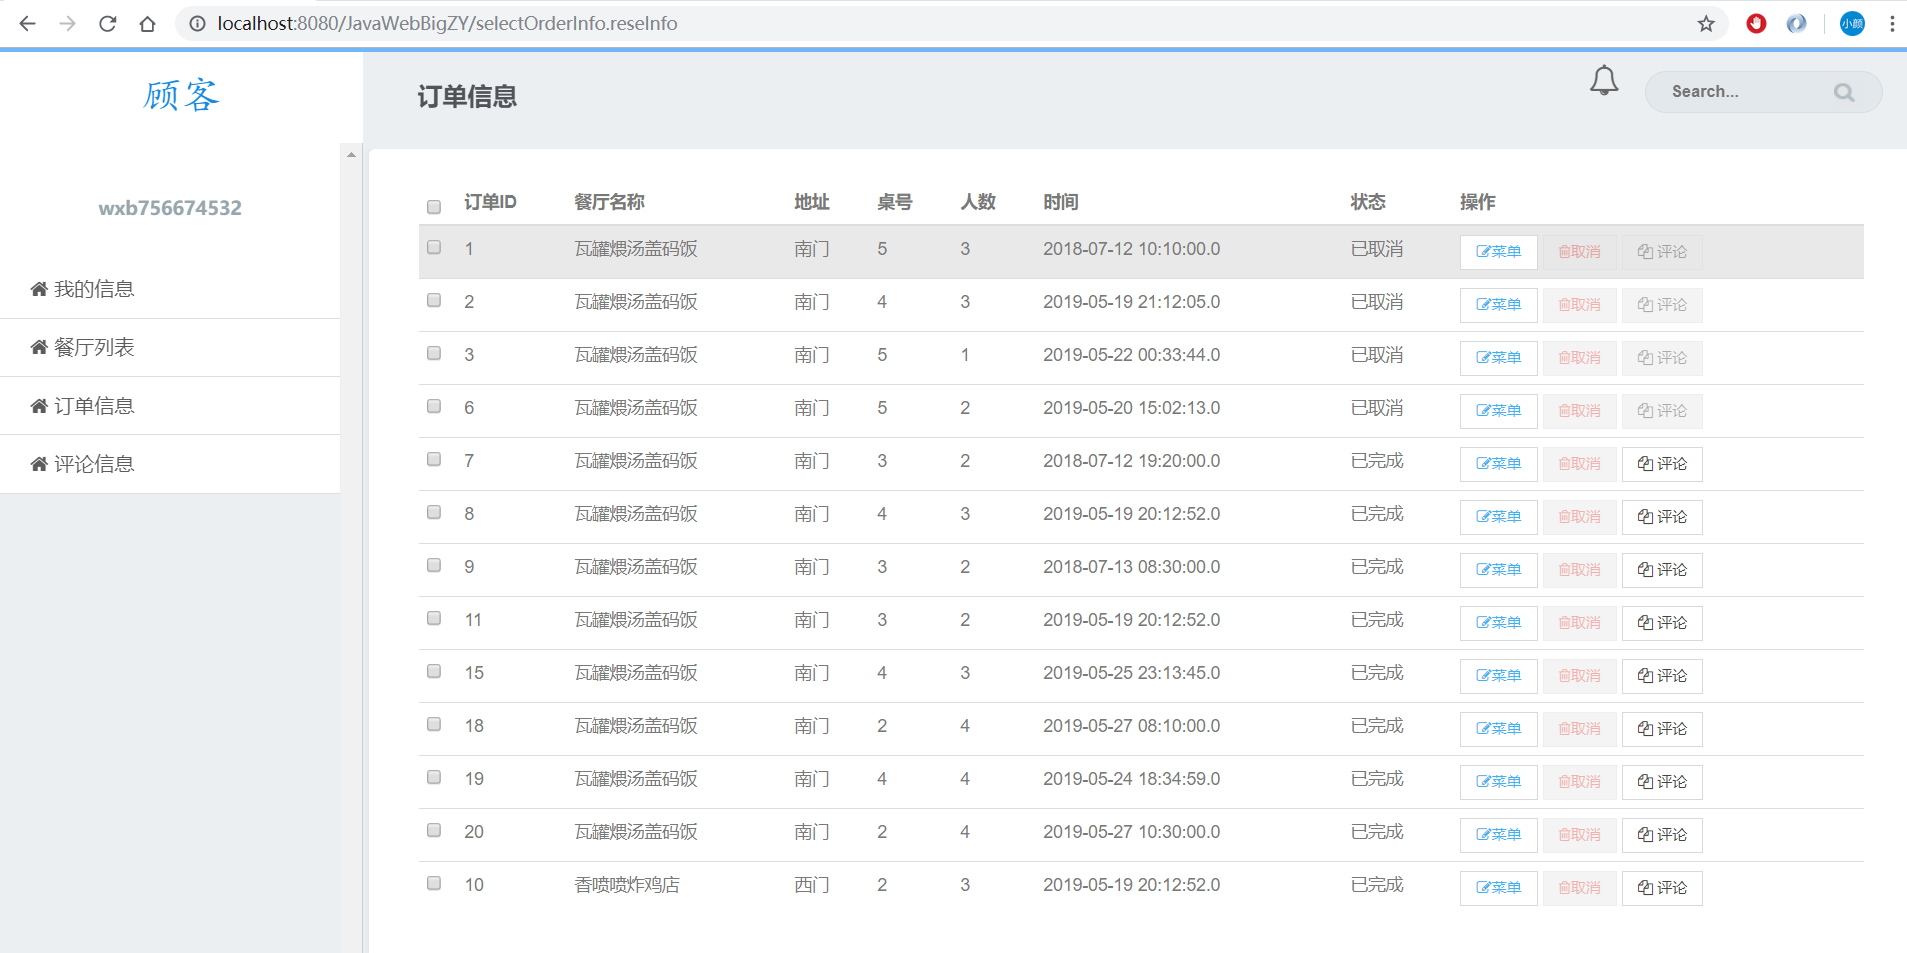 localhost:8080/JavaWebBigZY/selectOrderInfo.reseInfo
小颜
顾客
订单信息
Search...
wxb756674532
我的信息
餐厅列表
订单信息
评论信息
订单ID 餐厅名称 地址 桌号 人数 时间 状态 操作
1 瓦罐煨汤盖码饭 南门 5 3 2018-07-12 10:10:00.0 已取消 菜单 取消 评论
2 瓦罐煨汤盖码饭 南门 4 3 2019-05-19 21:12:05.0 已取消 菜单 取消 评论
3 瓦罐煨汤盖码饭 南门 5 1 2019-05-22 00:33:44.0 已取消 菜单 取消 评论
6 瓦罐煨汤盖码饭 南门 5 2 2019-05-20 15:02:13.0 已取消 菜单 取消 评论
7 瓦罐煨汤盖码饭 南门 3 2 2018-07-12 19:20:00.0 已完成 菜单 取消 评论
8 瓦罐煨汤盖码饭 南门 4 3 2019-05-19 20:12:52.0 已完成 菜单 取消 评论
9 瓦罐煨汤盖码饭 南门 3 2 2018-07-13 08:30:00.0 已完成 菜单 取消 评论
11 瓦罐煨汤盖码饭 南门 3 2 2019-05-19 20:12:52.0 已完成 菜单 取消 评论
15 瓦罐煨汤盖码饭 南门 4 3 2019-05-25 23:13:45.0 已完成 菜单 取消 评论
18 瓦罐煨汤盖码饭 南门 2 4 2019-05-27 08:10:00.0 已完成 菜单 取消 评论
19 瓦罐煨汤盖码饭 南门 4 4 2019-05-24 18:34:59.0 已完成 菜单 取消 评论
20 瓦罐煨汤盖码饭 南门 2 4 2019-05-27 10:30:00.0 已完成 菜单 取消 评论
10 香喷喷炸鸡店 西门 2 3 2019-05-19 20:12:52.0 已完成 菜单 取消 评论